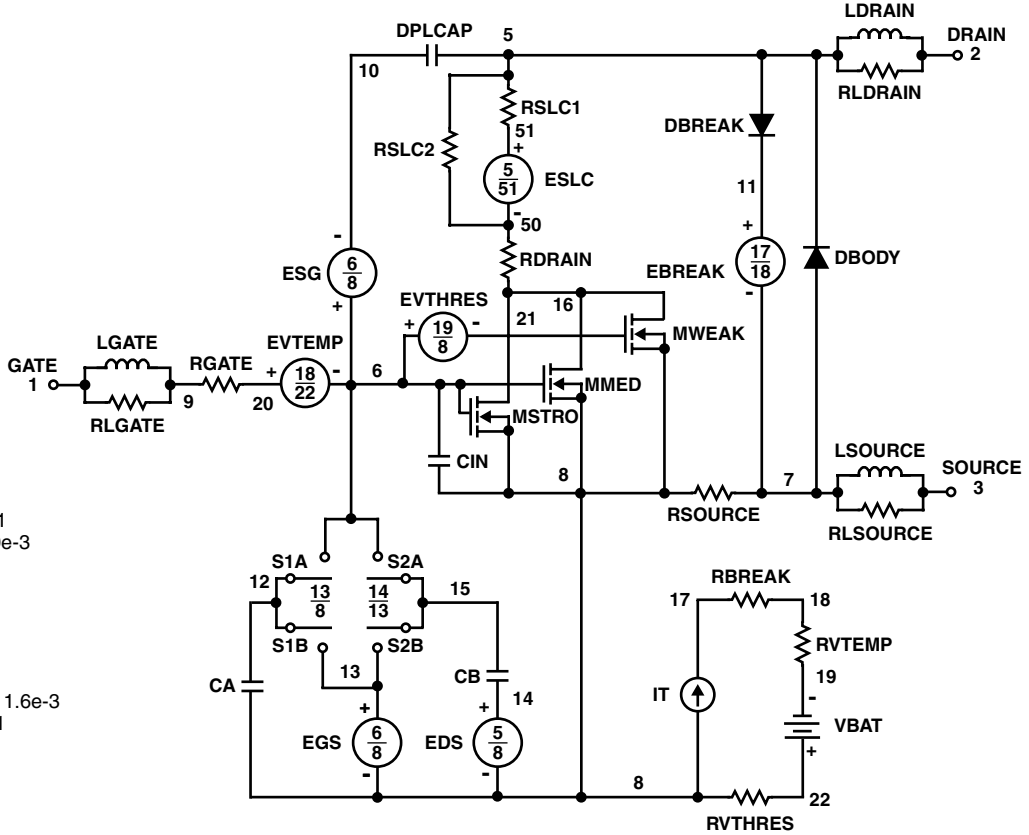 LDRAIN
DPLCAP
5
DRAIN
2
10
RLDRAIN
RSLC1
DBREAK
51
+
RSLC2
5
51
ESLC
11
-
50
-
+
ESG
6
8
RDRAIN
EBREAK
17
18
DBODY
+
EVTHRES
16
-
+
19
8
-
21
MWEAK
LGATE
EVTEMP
GATE
1
RGATE
+
18
22
-
6
MMED
9
20
MSTRO
RLGATE
CIN
LSOURCE
8
7
SOURCE
3
RSOURCE
RLSOURCE
1
e-3
S1A
S2A
12
13
8
14
13
15
RBREAK
17
18
S1B
S2B
RVTEMP
13
CB
19
CA
14
IT
-
1.6e-3
+
+
VBAT
EGS
6
8
EDS
5
8
+
-
-
8
22
RVTHRES